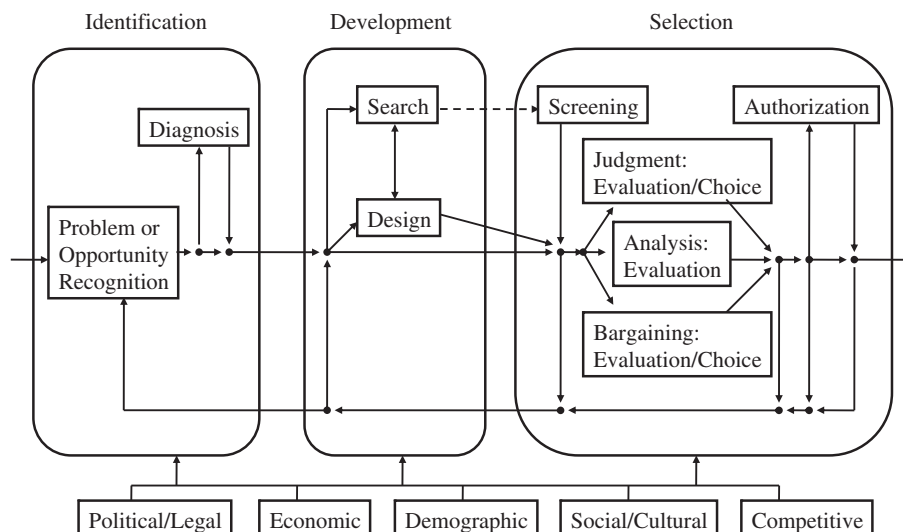 Identification
Development
Selection
Search
Screening
Authorization
Diagnosis
Judgment:
Evaluation/Choice
Design
Problem or
Opportunity
Recognition
Analysis:
Evaluation
Bargaining:
Evaluation/Choice
Political/Legal
Economic
Demographic
Social/Cultural
Competitive